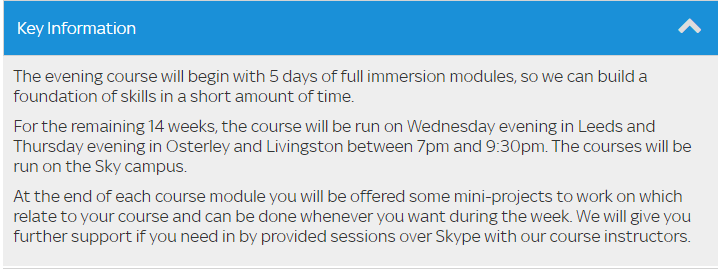 Key Information
The evening course will begin with 5 days of full immersion modules, so we can build a
foundation of skills in a short amount of time.
For the remaining 14 weeks, the course will be run on Wednesday evening in Leeds and
Thursday evening in Osterley and Livingston between 7pm and 9:30pm. The courses will be
run on the Sky campus.
At the end of each course module you will be offered some mini-projects to work on which
relate to your course and can be done whenever you want during the week. We will give you
further support if you need in by provided sessions over Skype with our course instructors.